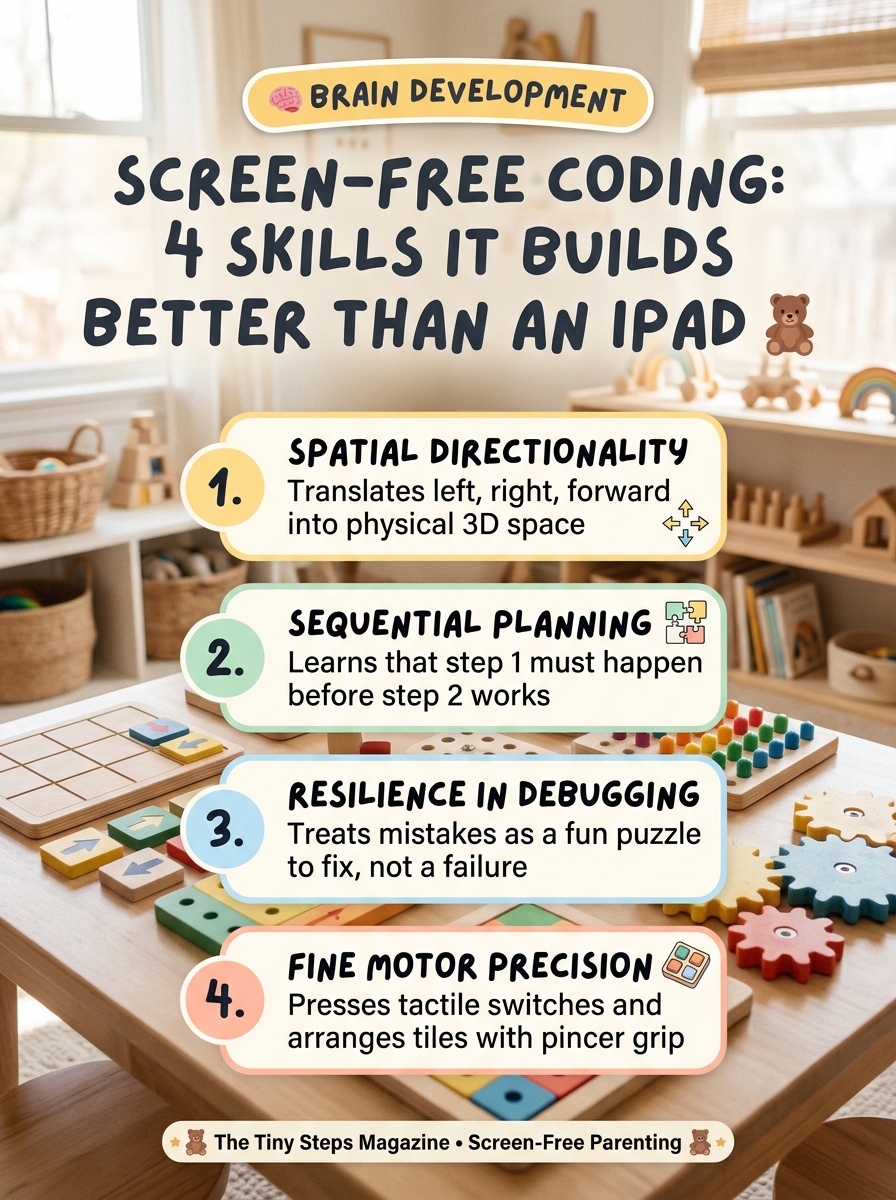 BRAIN DEVELOPMENT
SCREEN-FREE CODING:
4 SKILLS IT BUILDS
BETTER THAN AN IPAD
1.
SPATIAL DIRECTIONALITY
Translates left, right, forward
into physical 3D space
2.
SEQUENTIAL PLANNING
Learns that step 1 must happen
before step 2 works
3.
RESILIENCE IN DEBUGGING
Treats mistakes as a fun puzzle
to fix, not a failure
4.
FINE MOTOR PRECISION
Presses tactile switches and
arranges tiles with pincer grip
The Tiny Steps Magazine • Screen-Free Parenting